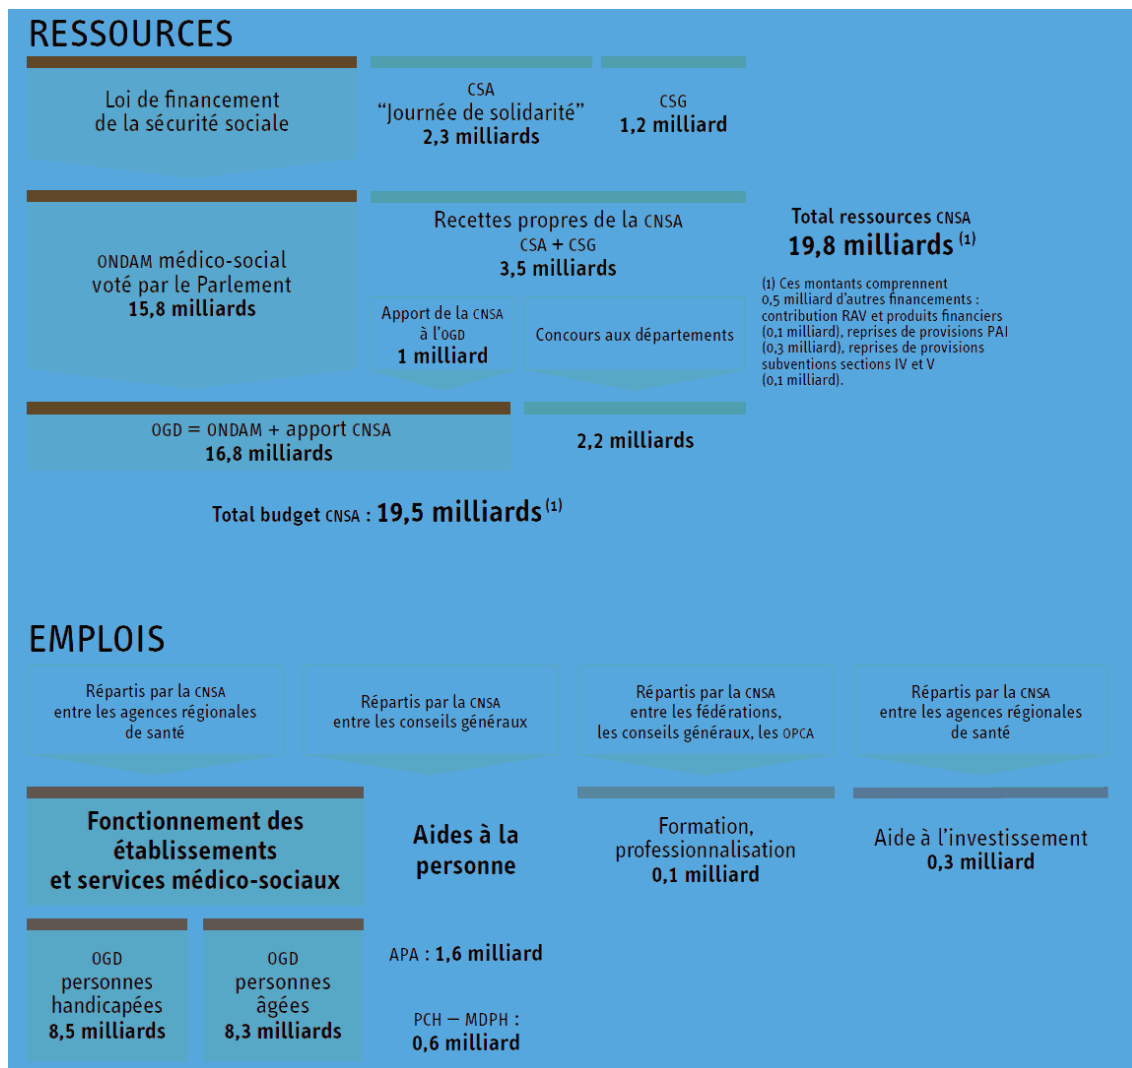 RESSOURCES
Loi de financement
de la sécurité sociale
CSA
“Journée de solidarité”
2,3 milliards
CSG
1,2 milliard
ONDAM médico-social
voté par le Parlement
15,8 milliards
Recettes propres de la CNSA
CSA + CSG
3,5 milliards
Apport de la CNSA
à l’OGD
1 milliard
Concours aux départements
Total ressources CNSA
19,8 milliards (1)
(1) Ces montants comprennent
0,5 milliard d’autres financements :
contribution RAV et produits financiers
(0,1 milliard), reprises de provisions PAI
(0,3 milliard), reprises de provisions
subventions sections IV et V
(0,1 milliard).
OGD = ONDAM + apport CNSA
16,8 milliards
2,2 milliards
Total budget CNSA : 19,5 milliards (1)
EMPLOIS
Répartis par la CNSA
entre les agences régionales
de santé
Répartis par la CNSA
entre les conseils généraux
Répartis par la CNSA
entre les fédérations,
les conseils généraux, les OPCA
Répartis par la CNSA
entre les agences régionales
de santé
Fonctionnement des
établissements
et services médico-sociaux
Aides à la
personne
Formation,
professionnalisation
0,1 milliard
Aide à l’investissement
0,3 milliard
OGD
personnes
handicapées
8,5 milliards
OGD
personnes
âgées
8,3 milliards
APA : 1,6 milliard
PCH – MDPH :
0,6 milliard